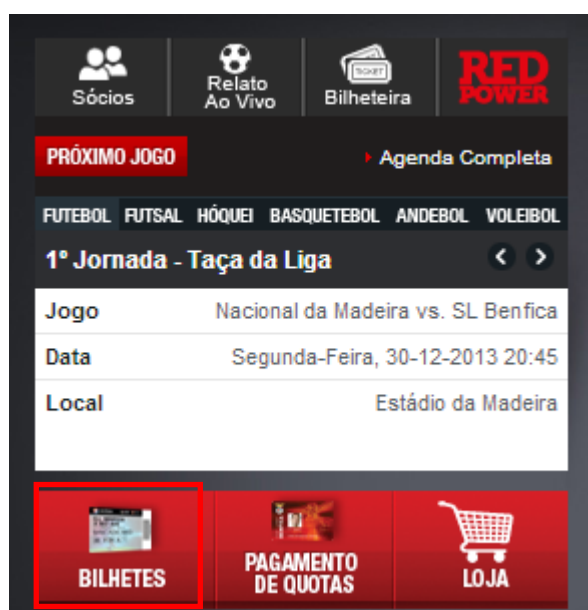 Sócios
Relato
Ao Vivo
TICKET
Bilheteira
RED
POWER
PRÓXIMO JOGO
Agenda Completa
FUTEBOL FUTSAL HÓQUEI BASQUETEBOL ANDEBOL VOLEIBOL
1º Jornada - Taça da Liga
Jogo Nacional da Madeira vs. SL Benfica
Data Segunda-Feira, 30-12-2013 20:45
Local Estádio da Madeira
BILHETES
PAGAMENTO
DE QUOTAS
LOJA